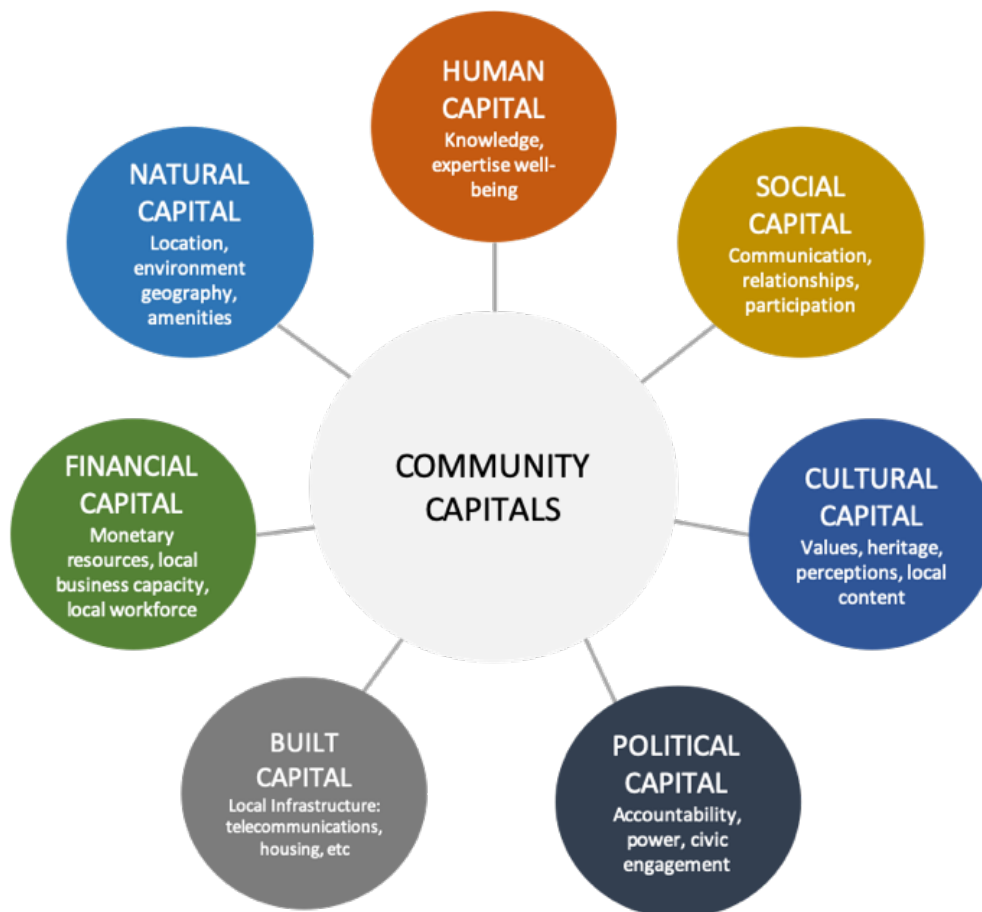 HUMAN
CAPITAL
Knowledge,
expertise well-
being
SOCIAL
CAPITAL
Communication,
relationships,
participation
CULTURAL
CAPITAL
Values, heritage,
perceptions, local
content
POLITICAL
CAPITAL
Accountability,
power, civic
engagement
BUILT
CAPITAL
Local Infrastructure:
telecommunications,
housing, etc
FINANCIAL
CAPITAL
Monetary
resources, local
business capacity,
local workforce
NATURAL
CAPITAL
Location,
environment
geography,
amenities
COMMUNITY
CAPITALS